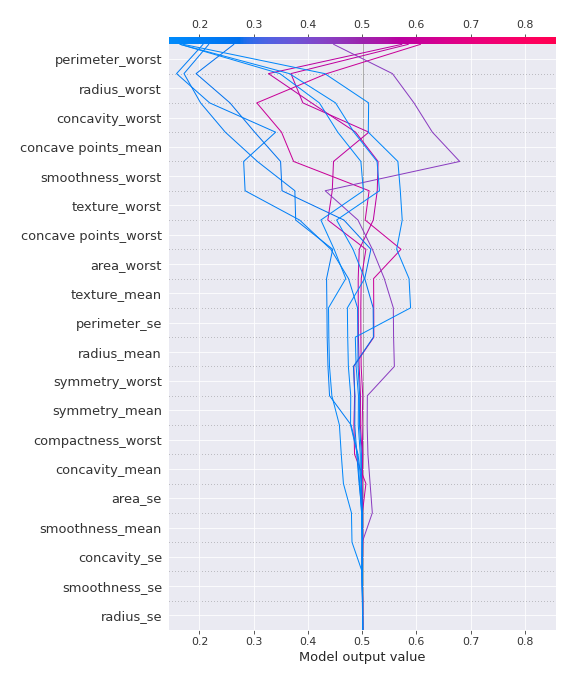 0.2 0.3 0.4 0.5 0.6 0.7 0.8
perimeter_worst
radius_worst
concavity_worst
concave points_mean
smoothness_worst
texture_worst
concave points_worst
area_worst
texture_mean
perimeter_se
radius_mean
symmetry_worst
symmetry_mean
compactness_worst
concavity_mean
area_se
smoothness_mean
concavity_se
smoothness_se
radius_se
0.2 0.3 0.4 0.5 0.6 0.7 0.8
Model output value